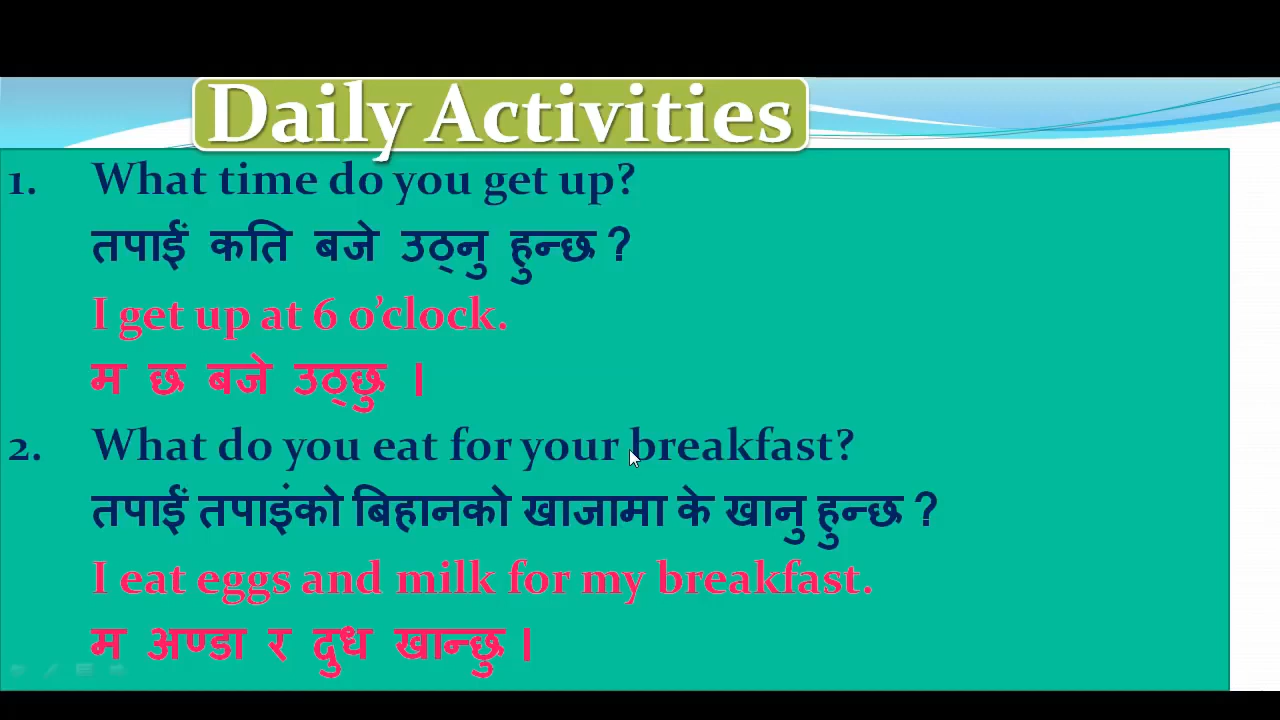 Daily Activities
1. What time do you get up?
तपाईं कति बजे उठ्नु हुन्छ ?
I get up at 6 o’clock.
म छ बजे उठ्छु ।
2. What do you eat for your breakfast?
तपाईं तपाइंको बिहानको खाजामा के खानु हुन्छ ?
I eat eggs and milk for my breakfast.
म अण्डा र दुध खान्छु ।